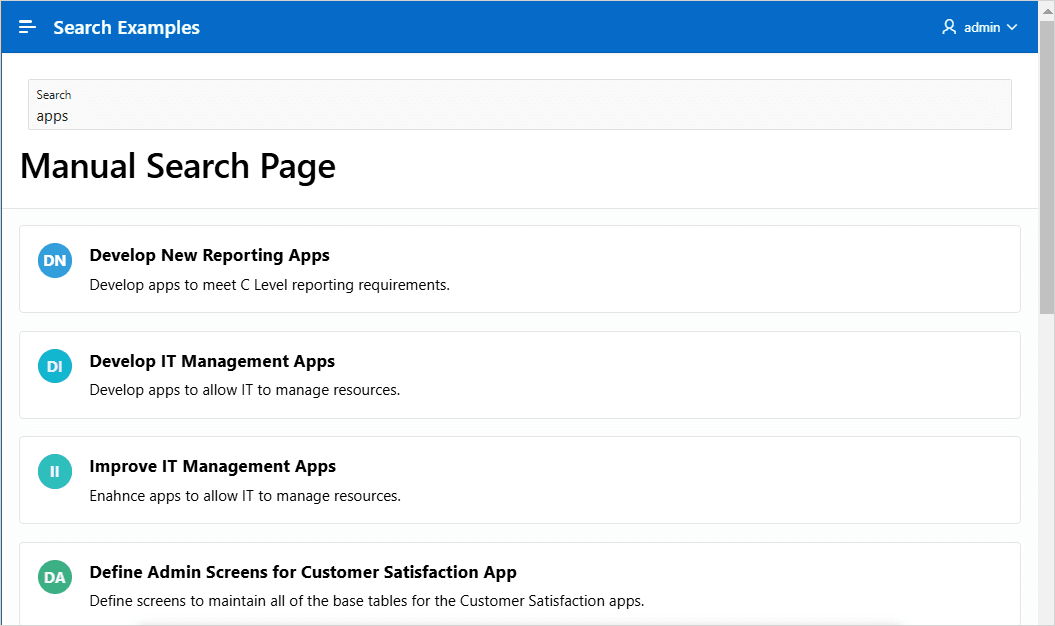 Search Examples
admin
Search
apps
Manual Search Page
DN
Develop New Reporting Apps
Develop apps to meet C Level reporting requirements.
DI
Develop IT Management Apps
Develop apps to allow IT to manage resources.
II
Improve IT Management Apps
Enahnce apps to allow IT to manage resources.
DA
Define Admin Screens for Customer Satisfaction App
Define screens to maintain all of the base tables for the Customer Satisfaction apps.